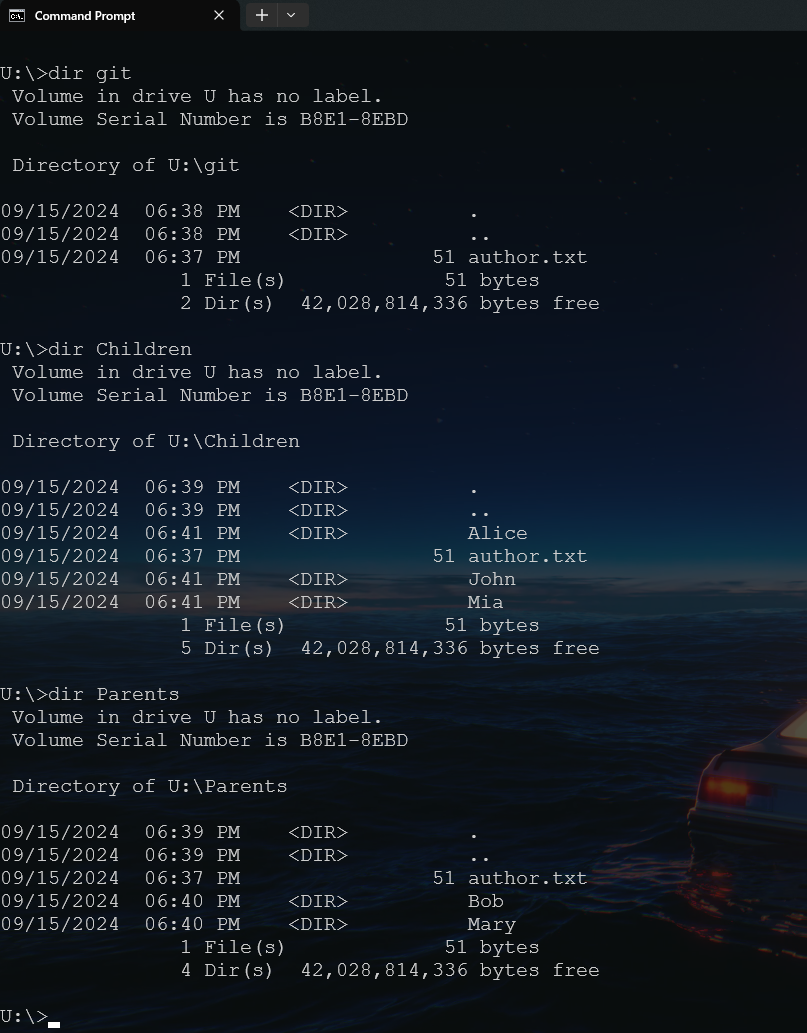 Command Prompt
U:\>dir git
 Volume in drive U has no label.
 Volume Serial Number is B8E1-8EBD
 Directory of U:\git
09/15/2024  06:38 PM    <DIR>          .
09/15/2024  06:38 PM    <DIR>          ..
09/15/2024  06:37 PM                51 author.txt
               1 File(s)             51 bytes
               2 Dir(s)  42,028,814,336 bytes free
U:\>dir Children
 Volume in drive U has no label.
 Volume Serial Number is B8E1-8EBD
 Directory of U:\Children
09/15/2024  06:39 PM    <DIR>          .
09/15/2024  06:39 PM    <DIR>          ..
09/15/2024  06:41 PM    <DIR>          Alice
09/15/2024  06:37 PM                51 author.txt
09/15/2024  06:41 PM    <DIR>          John
09/15/2024  06:41 PM    <DIR>          Mia
               1 File(s)             51 bytes
               5 Dir(s)  42,028,814,336 bytes free
U:\>dir Parents
 Volume in drive U has no label.
 Volume Serial Number is B8E1-8EBD
 Directory of U:\Parents
09/15/2024  06:39 PM    <DIR>          .
09/15/2024  06:39 PM    <DIR>          ..
09/15/2024  06:37 PM                51 author.txt
09/15/2024  06:40 PM    <DIR>          Bob
09/15/2024  06:40 PM    <DIR>          Mary
               1 File(s)             51 bytes
               4 Dir(s)  42,028,814,336 bytes free
U:\>